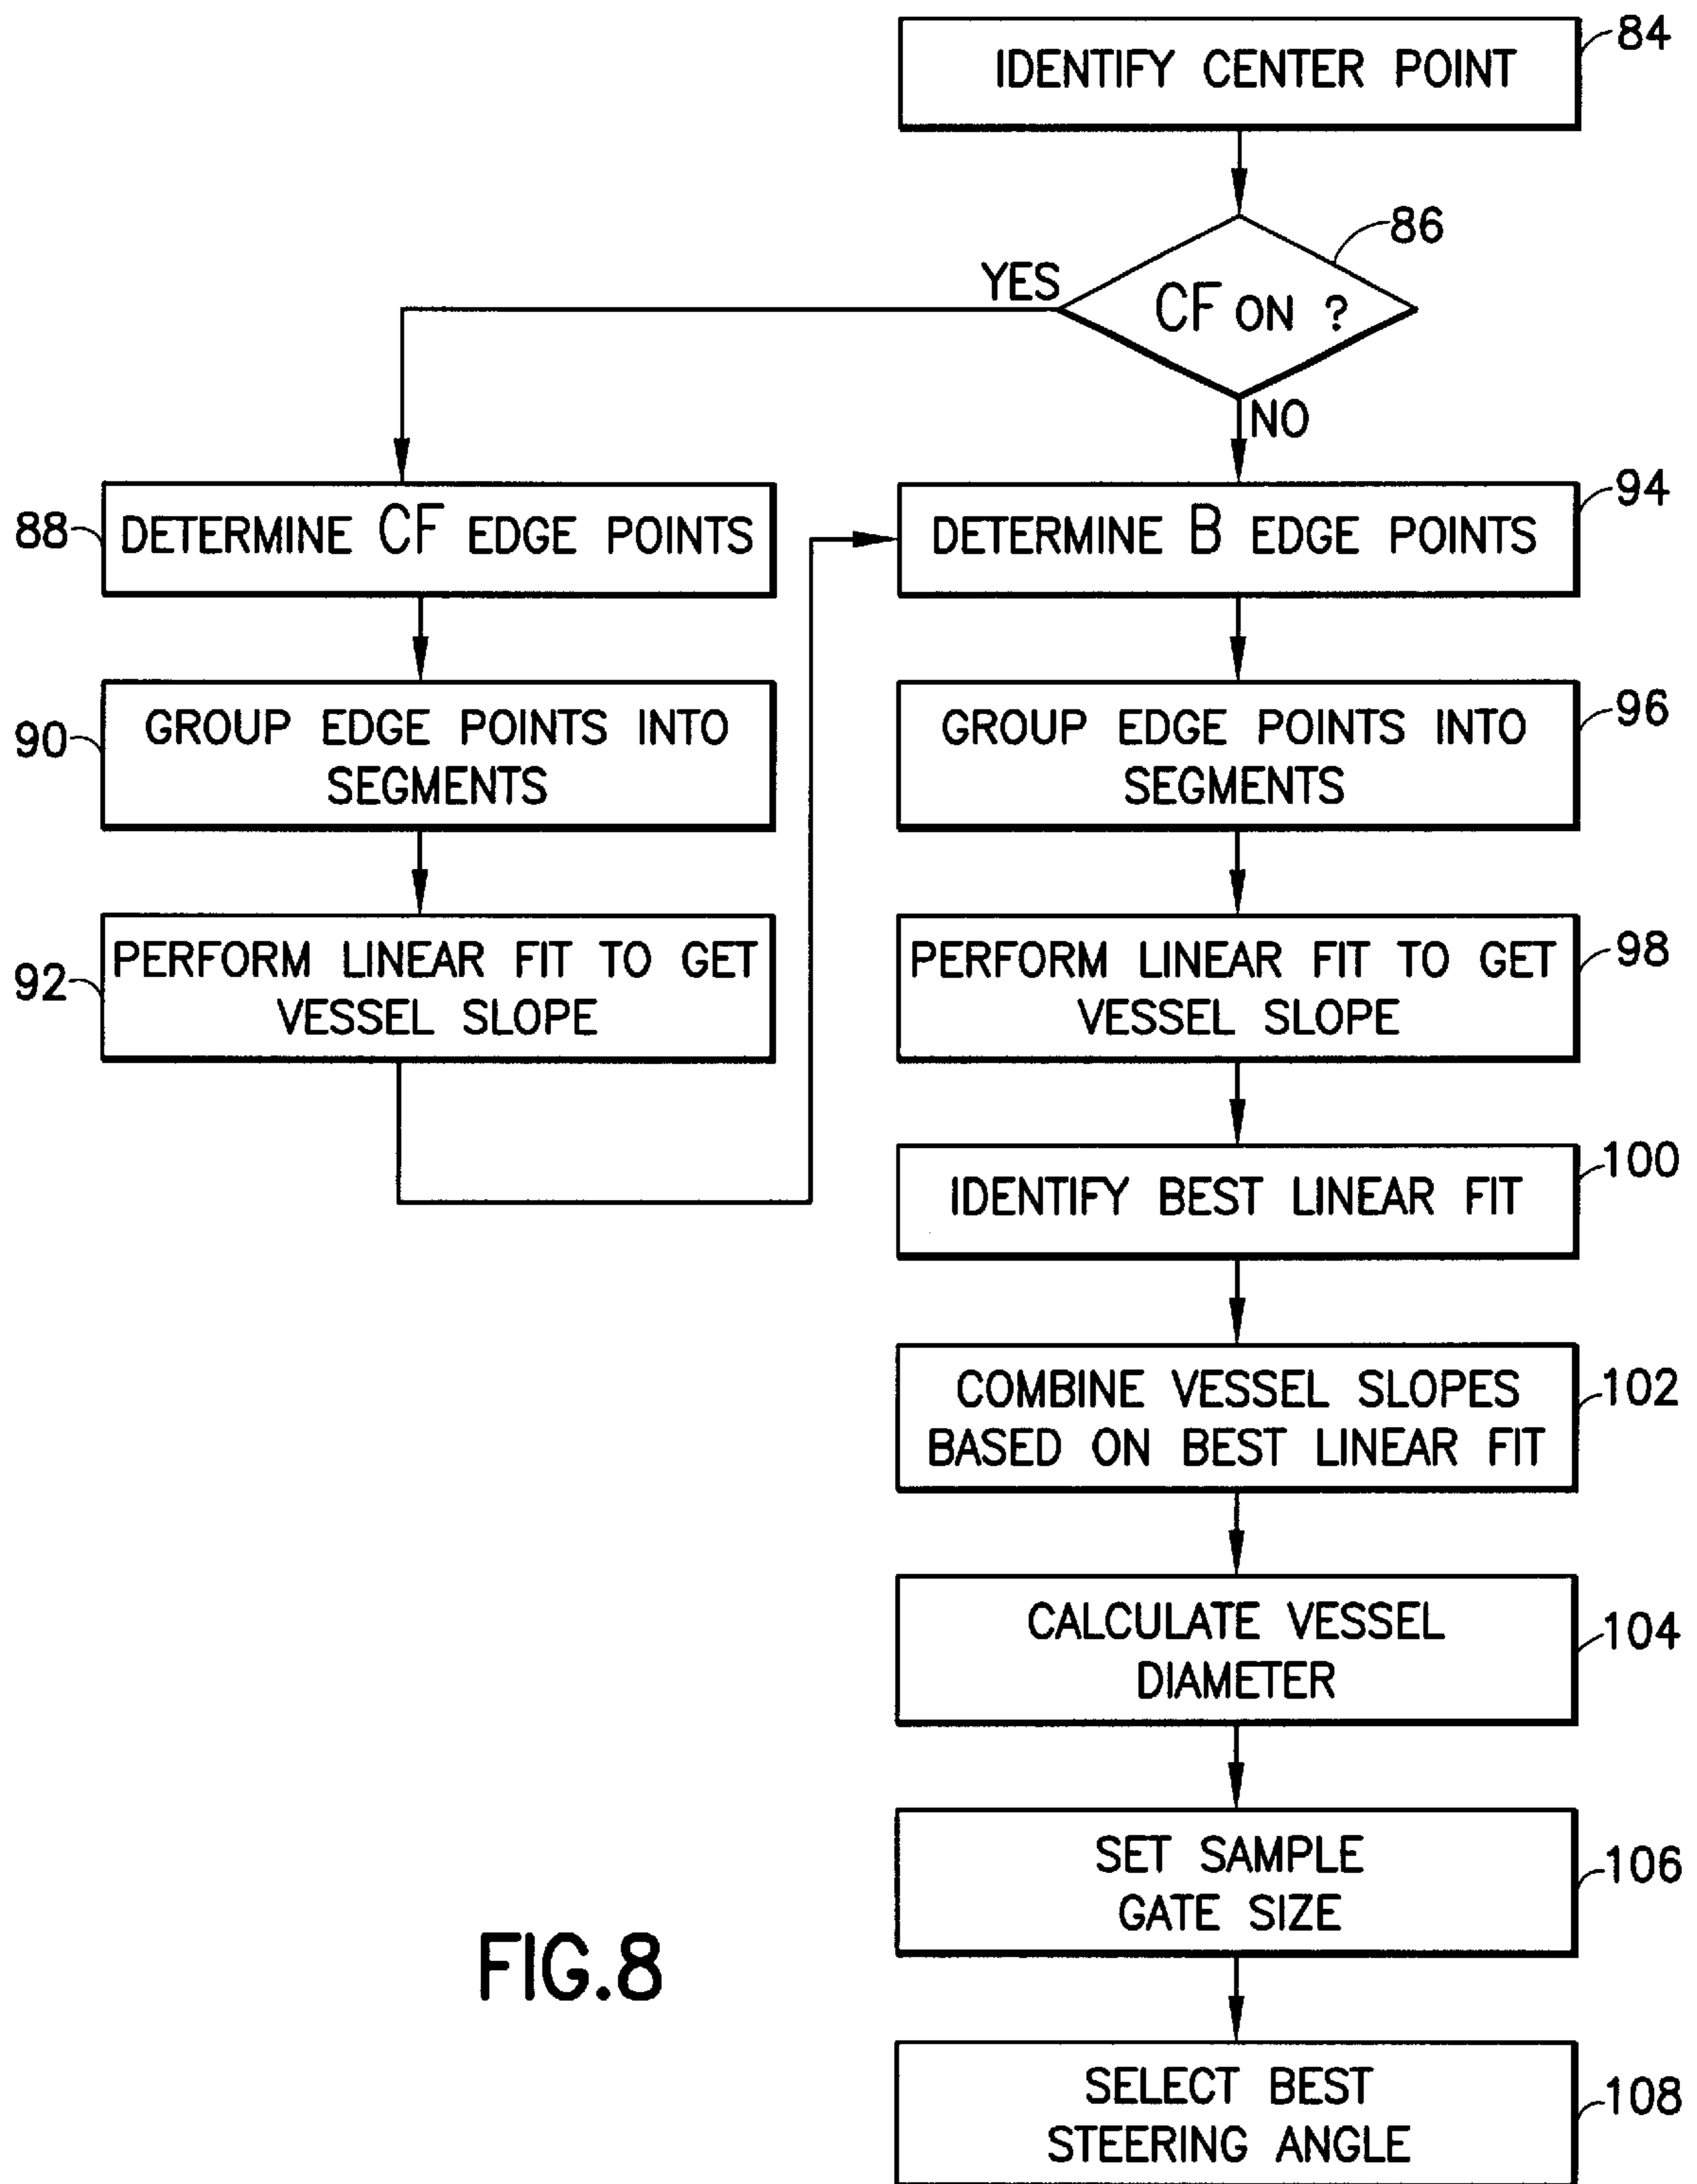 IDENTIFY CENTER POINT
84
86
YES
CF ON ?
NO
88
DETERMINE CF EDGE POINTS
DETERMINE B EDGE POINTS
94
90
GROUP EDGE POINTS INTO
SEGMENTS
GROUP EDGE POINTS INTO
SEGMENTS
96
92
PERFORM LINEAR FIT TO GET
VESSEL SLOPE
PERFORM LINEAR FIT TO GET
VESSEL SLOPE
98
IDENTIFY BEST LINEAR FIT
100
COMBINE VESSEL SLOPES
BASED ON BEST LINEAR FIT
102
CALCULATE VESSEL
DIAMETER
104
SET SAMPLE
GATE SIZE
106
SELECT BEST
STEERING ANGLE
108
FIG.8